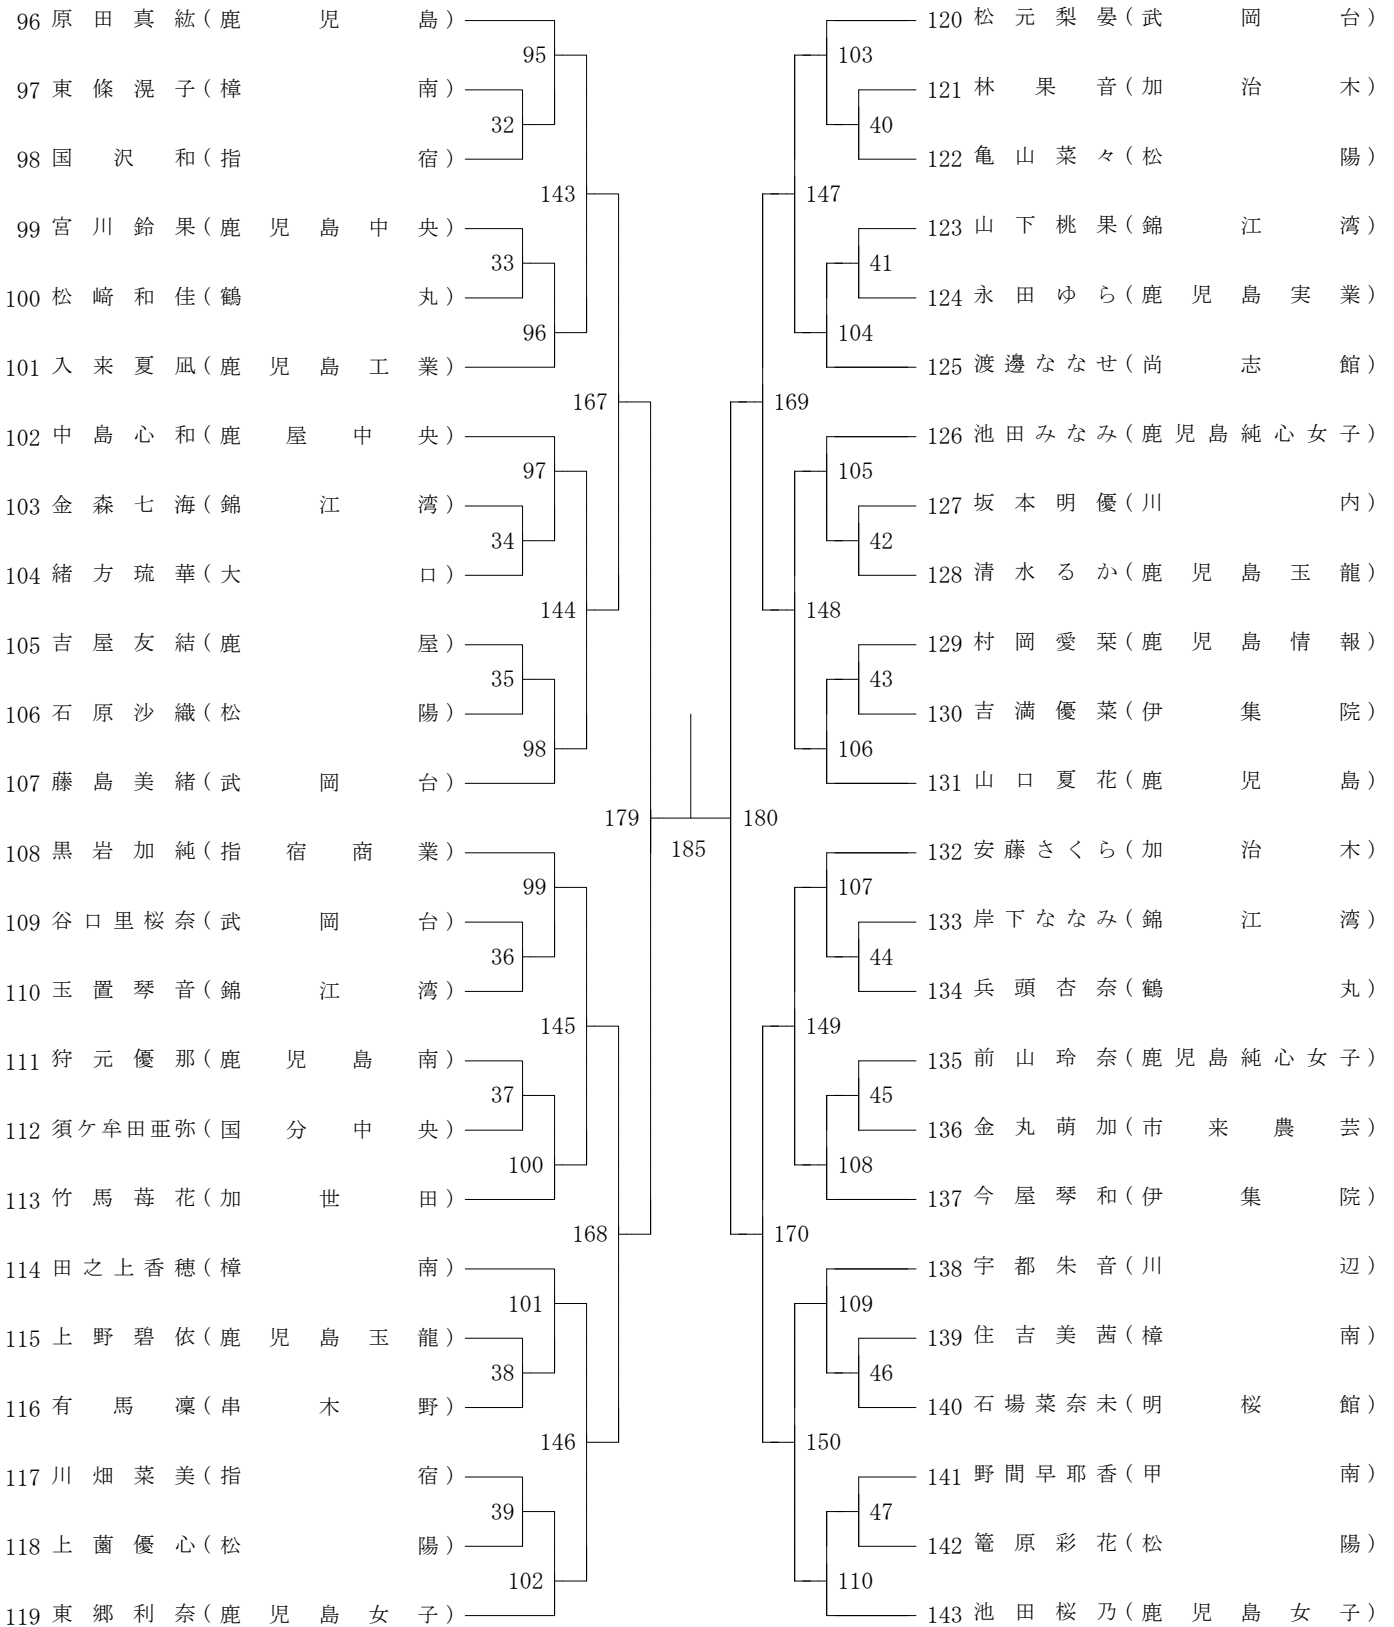 96 原田真紘(鹿児島)
95
97 東條滉子(樟南)
32
98 国沢和(指宿)
143
99 宮川鈴果(鹿児島中央)
33
100 松﨑和佳(鶴丸)
96
101 入来夏凪(鹿児島工業)
167
102 中島心和(鹿屋中央)
97
103 金森七海(錦江湾)
34
104 緒方琉華(大口)
144
105 吉屋友結(鹿屋)
35
106 石原沙織(松陽)
98
107 藤島美緒(武岡台)
179
108 黒岩加純(指宿商業)
99
109 谷口里桜奈(武岡台)
36
110 玉置琴音(錦江湾)
145
111 狩元優那(鹿児島南)
37
112 須ケ牟田亜弥(国分中央)
100
113 竹馬苺花(加世田)
168
114 田之上香穂(樟南)
101
115 上野碧依(鹿児島玉龍)
38
116 有馬凜(串木野)
146
117 川畑菜美(指宿)
39
118 上薗優心(松陽)
102
119 東郷利奈(鹿児島女子)
185
120 松元梨晏(武岡台)
103
121 林果音(加治木)
40
122 亀山菜々(松陽)
147
123 山下桃果(錦江湾)
41
124 永田ゆら(鹿児島実業)
104
125 渡邊ななせ(尚志館)
169
126 池田みなみ(鹿児島純心女子)
105
127 坂本明優(川内)
42
128 清水るか(鹿児島玉龍)
148
129 村岡愛栞(鹿児島情報)
43
130 吉満優菜(伊集院)
106
131 山口夏花(鹿児島)
180
132 安藤さくら(加治木)
107
133 岸下ななみ(錦江湾)
44
134 兵頭杏奈(鶴丸)
149
135 前山玲奈(鹿児島純心女子)
45
136 金丸萌加(市来農芸)
108
137 今屋琴和(伊集院)
170
138 宇都朱音(川辺)
109
139 住吉美茜(樟南)
46
140 石場菜奈未(明桜館)
150
141 野間早耶香(甲南)
47
142 篭原彩花(松陽)
110
143 池田桜乃(鹿児島女子)